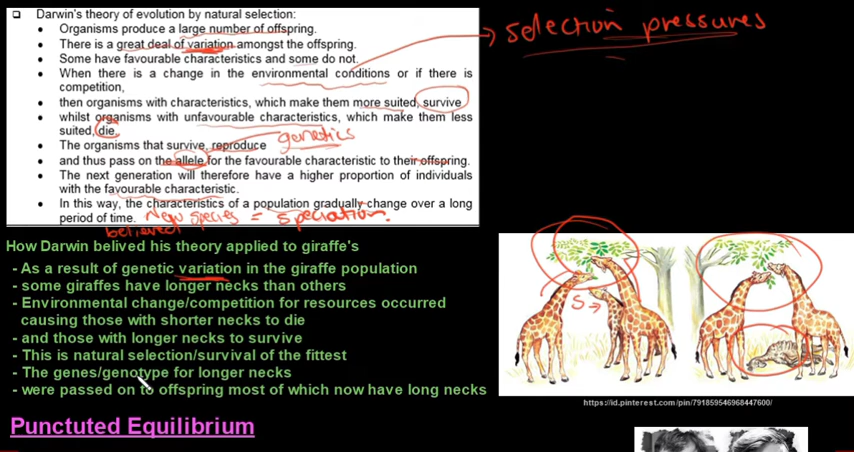 Darwin's theory of evolution by natural selection:
selection pressures
• Organisms produce a large number of offspring.
• There is a great deal of variation amongst the offspring.
• Some have favourable characteristics and some do not.
• When there is a change in the environmental conditions or if there is
competition,
• then organisms with characteristics, which make them more suited, survive
• whilst organisms with unfavourable characteristics, which make them less
suited, die.
• The organisms that survive, reproduce
genetics
• and thus pass on the allele for the favourable characteristic to their offspring.
• The next generation will therefore have a higher proportion of individuals
with the favourable characteristic.
• In this way, the characteristics of a population gradually change over a long
period of time. New species = speciation.
believed
How Darwin belived his theory applied to giraffe's
- As a result of genetic variation in the giraffe population
- some giraffes have longer necks than others
- Environmental change/competition for resources occurred
causing those with shorter necks to die
- and those with longer necks to survive
- This is natural selection/survival of the fittest
- The genes/genotype for longer necks
- were passed on to offspring most of which now have long necks
S →
https://id.pinterest.com/pin/791859546968447600/
Punctuted Equilibrium